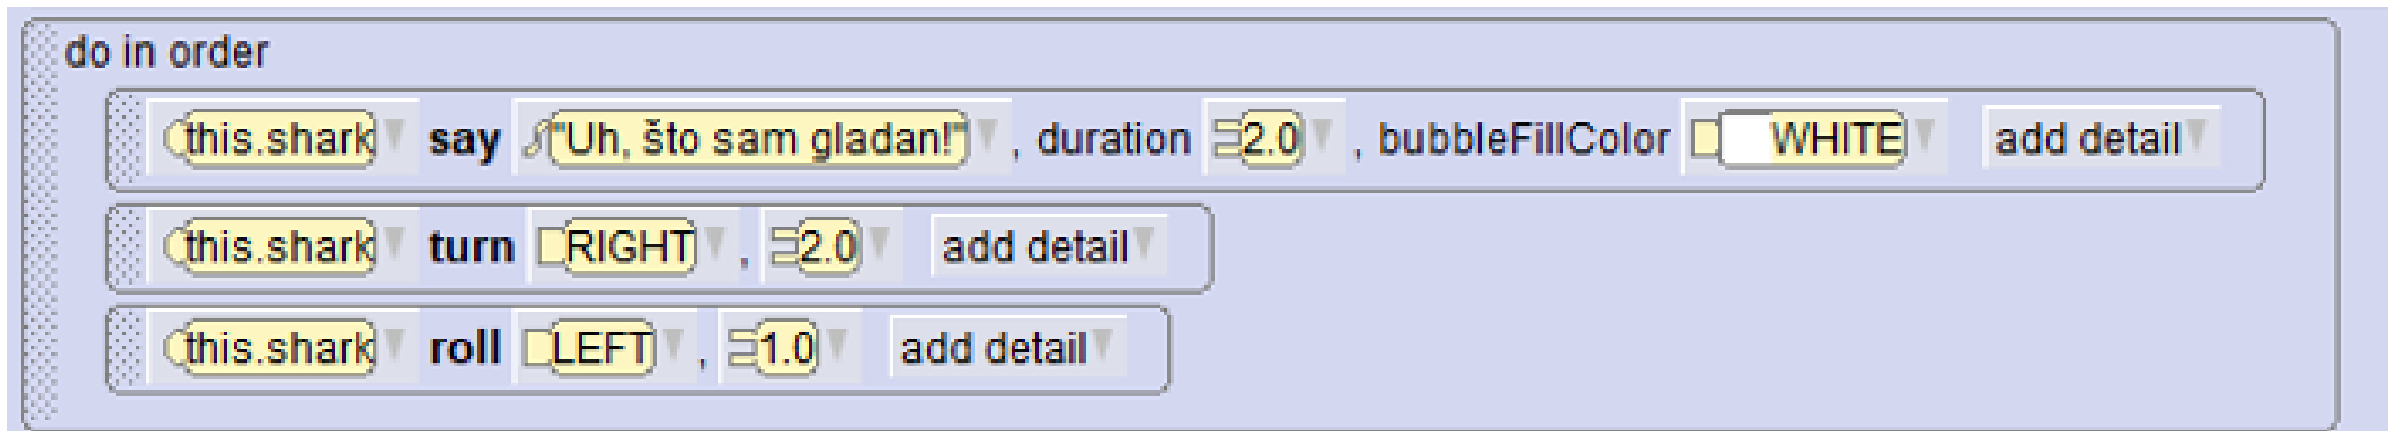 do in order
this.shark say "Uh, što sam gladan!" , duration 2.0 , bubbleFillColor WHITE add detail
this.shark turn RIGHT , 2.0 add detail
this.shark roll LEFT , 1.0 add detail